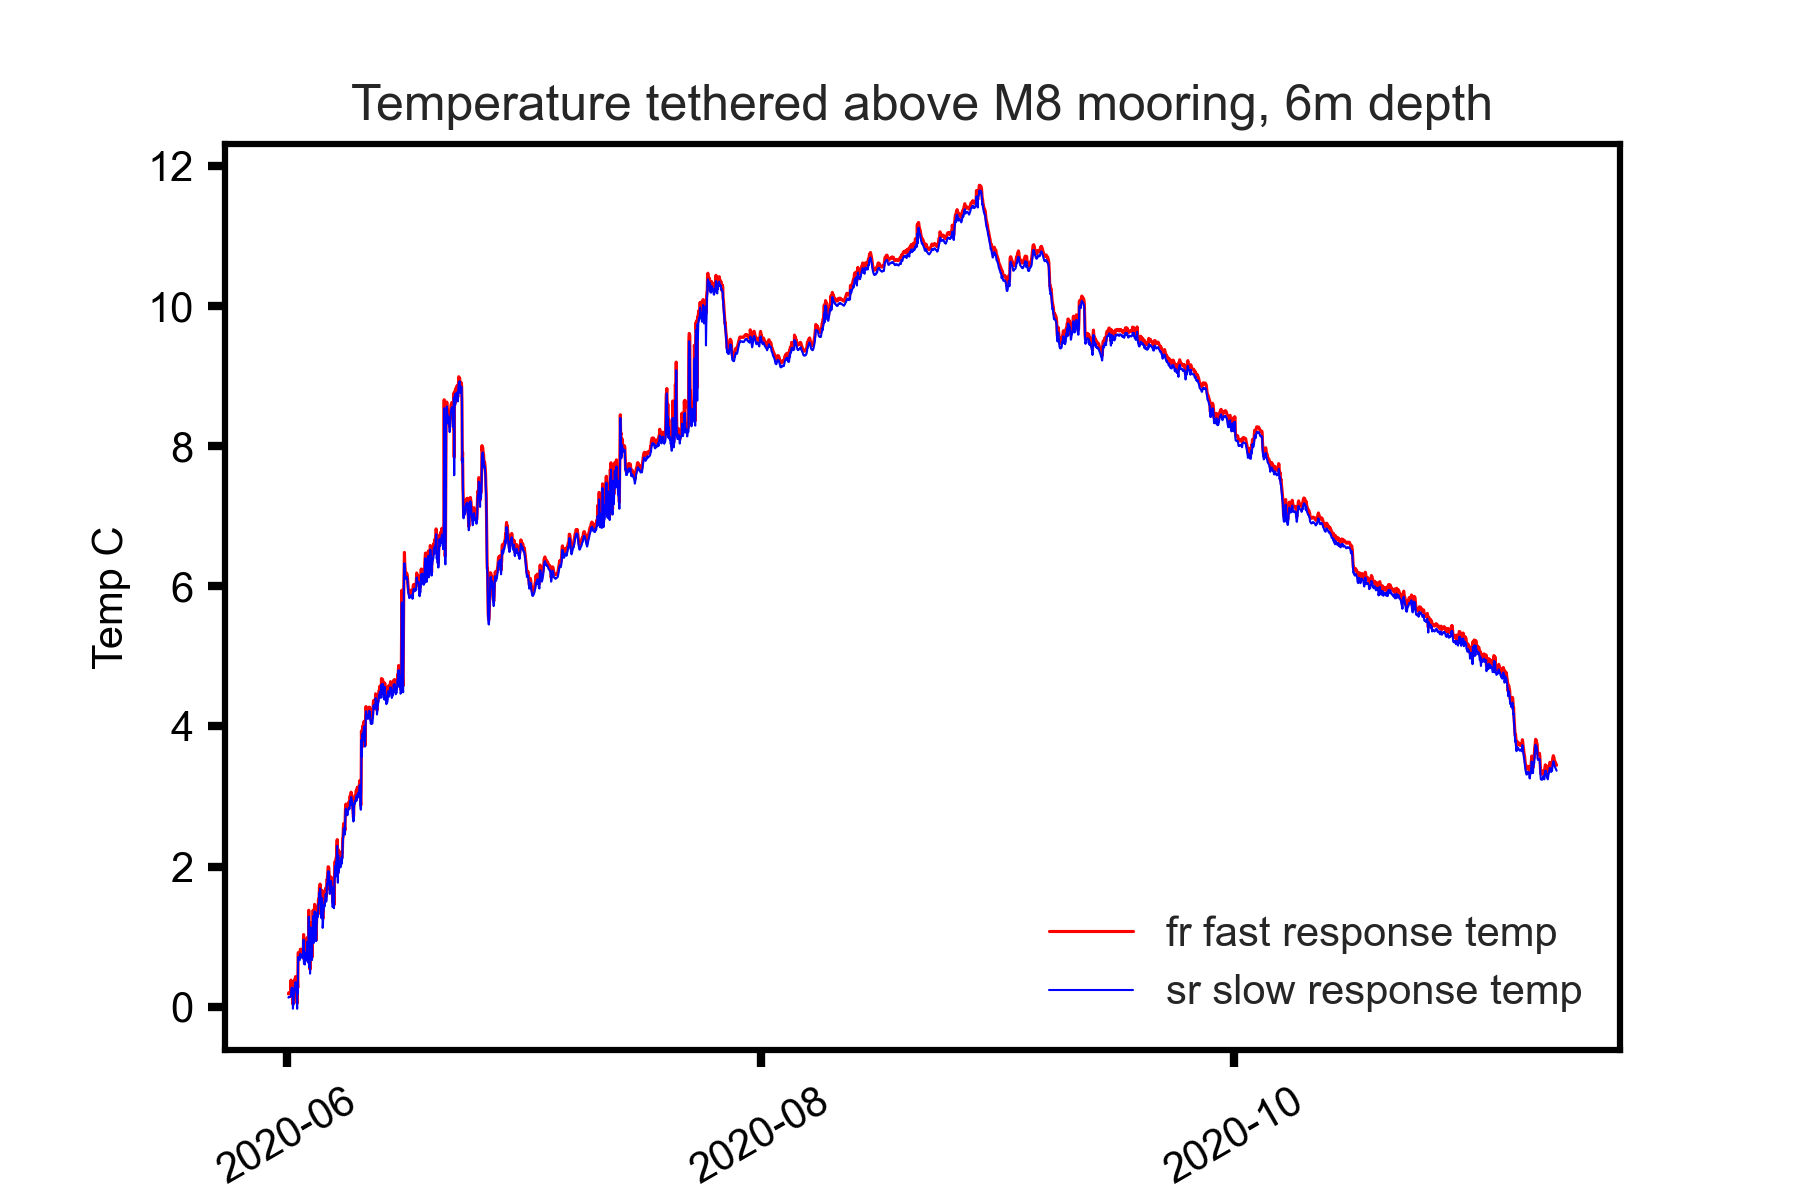 Temperature tethered above M8 mooring, 6m depth
Temp C
12
10
8
6
4
2
0
fr fast response temp
sr slow response temp
2020-06
2020-08
2020-10